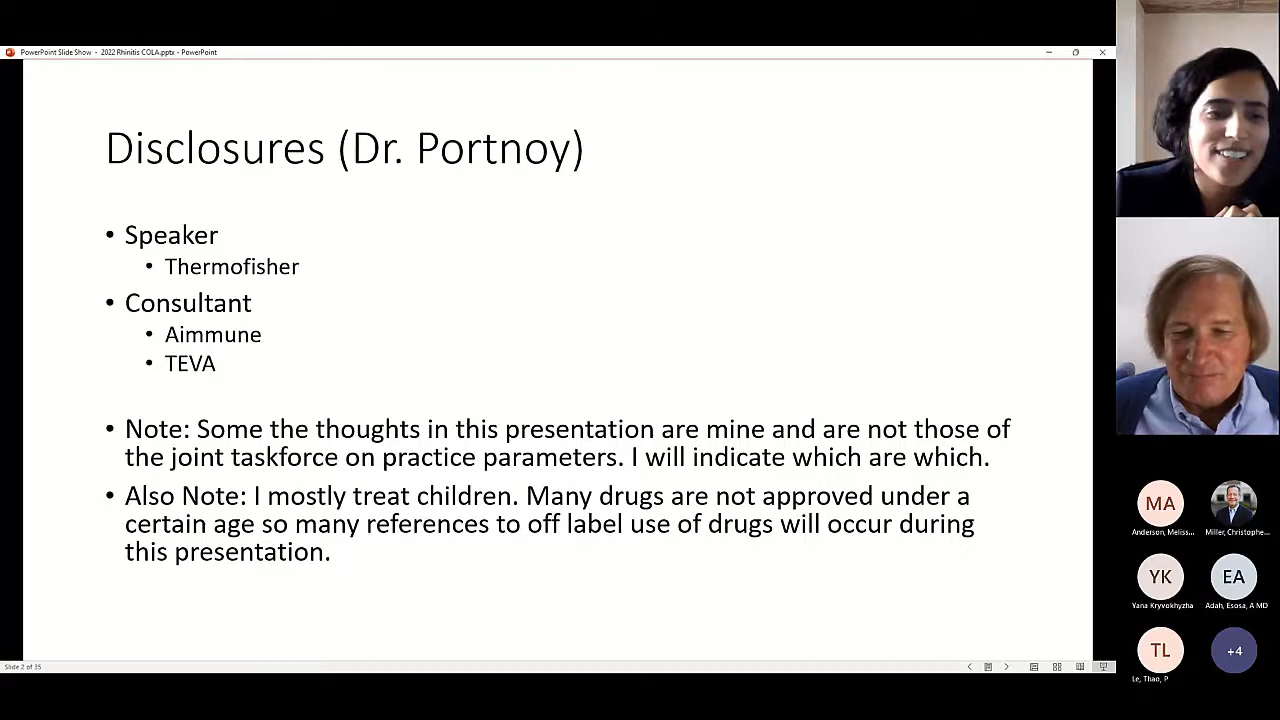 PowerPoint Slide Show - 2022 Rhinitis COLA.pptx - PowerPoint
Disclosures (Dr. Portnoy)
• Speaker
• Thermofisher
• Consultant
• Aimmune
• TEVA
• Note: Some the thoughts in this presentation are mine and are not those of
the joint taskforce on practice parameters. I will indicate which are which.
• Also Note: I mostly treat children. Many drugs are not approved under a
certain age so many references to off label use of drugs will occur during
this presentation.
Slide 2 of 35
MA
Anderson, Meliss...
Miller, Christophe...
YK
Yana Kryvokhyzha
EA
Adah, Esosa, A MD
TL
Le, Thao, P
+4